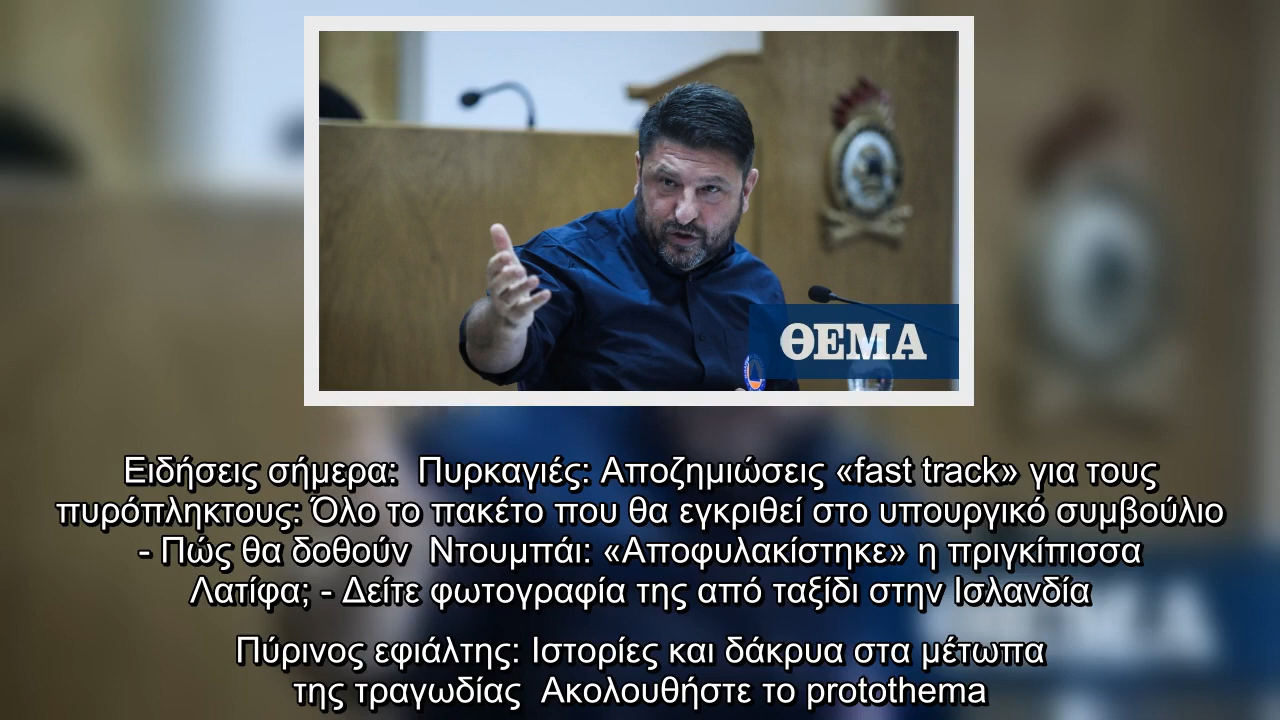 ΘΕΜΑ
Ειδήσεις σήμερα:  Πυρκαγιές: Αποζημιώσεις «fast track» για τους
πυρόπληκτους: Όλο το πακέτο που θα εγκριθεί στο υπουργικό συμβούλιο
- Πώς θα δοθούν  Ντουμπάι: «Αποφυλακίστηκε» η πριγκίπισσα
Λατίφα; - Δείτε φωτογραφία της από ταξίδι στην Ισλανδία
Πύρινος εφιάλτης: Ιστορίες και δάκρυα στα μέτωπα
της τραγωδίας  Ακολουθήστε το protothema